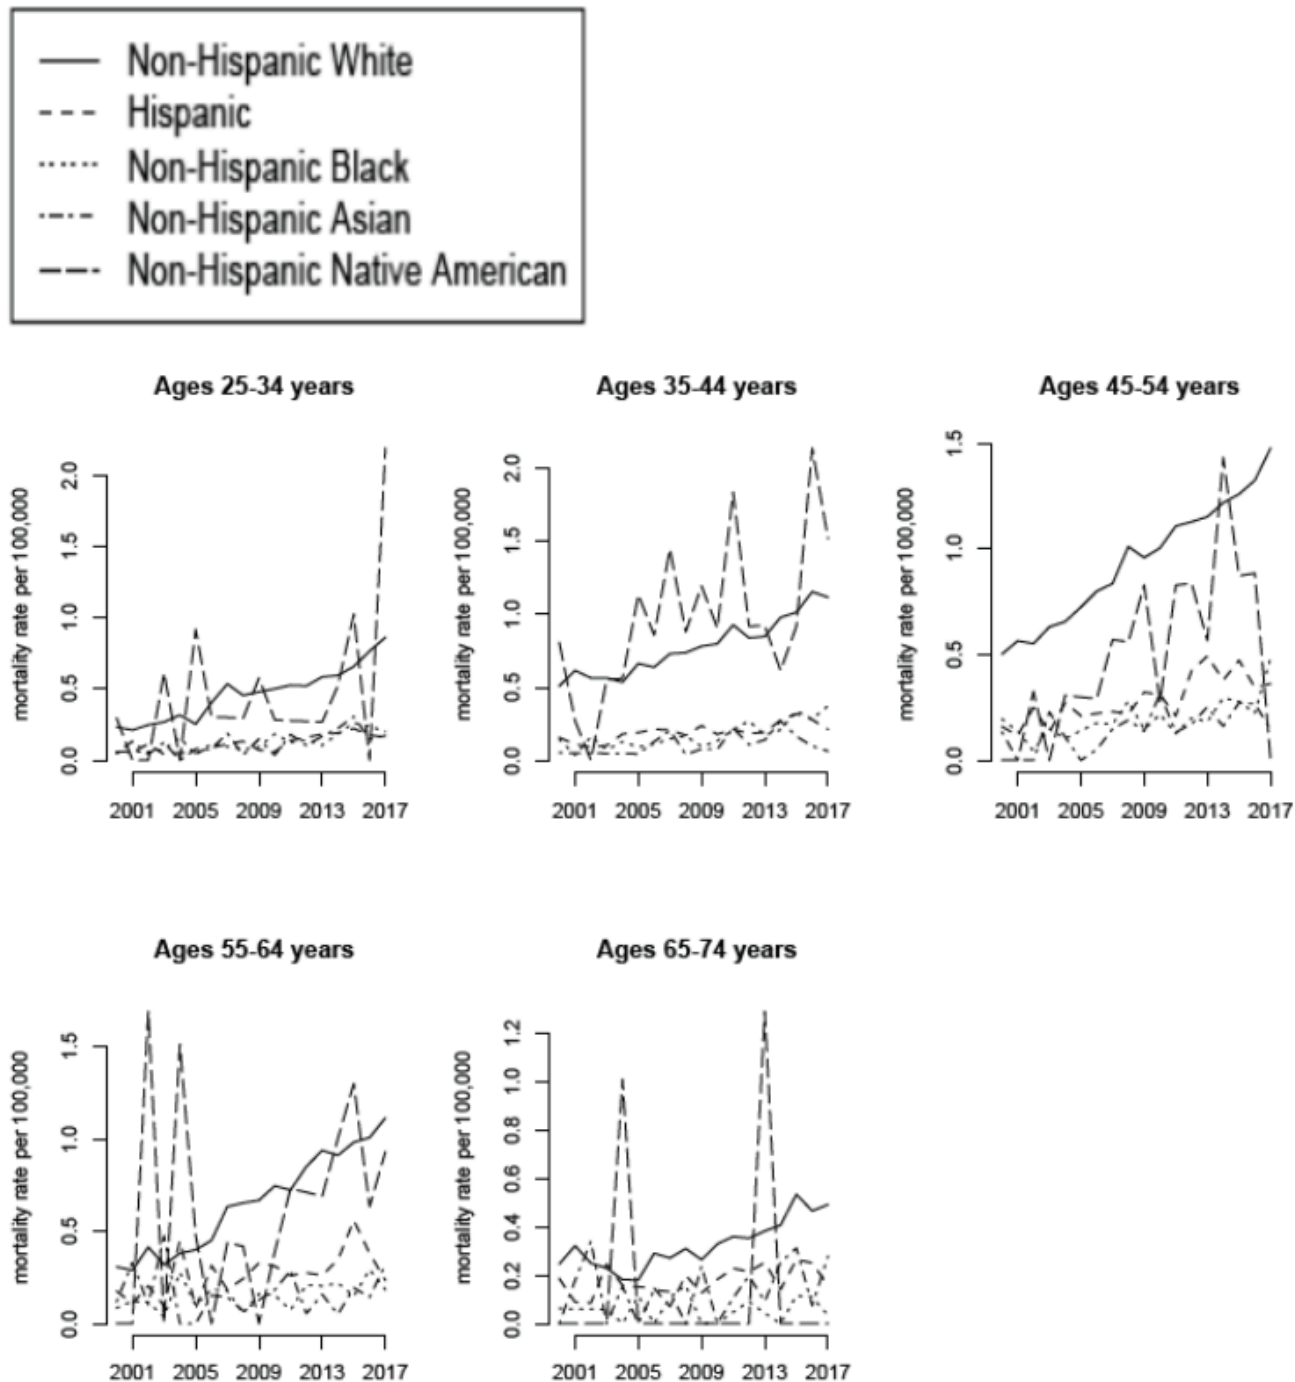 Non-Hispanic White
Hispanic
Non-Hispanic Black
Non-Hispanic Asian
Non-Hispanic Native American
Ages 25-34 years
mortality rate per 100,000
2.0
1.5
1.0
0.5
0.0
2001 2005 2009 2013 2017
Ages 35-44 years
mortality rate per 100,000
2.0
1.5
1.0
0.5
0.0
2001 2005 2009 2013 2017
Ages 45-54 years
mortality rate per 100,000
1.5
1.0
0.5
0.0
2001 2005 2009 2013 2017
Ages 55-64 years
mortality rate per 100,000
1.5
1.0
0.5
0.0
2001 2005 2009 2013 2017
Ages 65-74 years
mortality rate per 100,000
1.2
1.0
0.8
0.6
0.4
0.2
0.0
2001 2005 2009 2013 2017